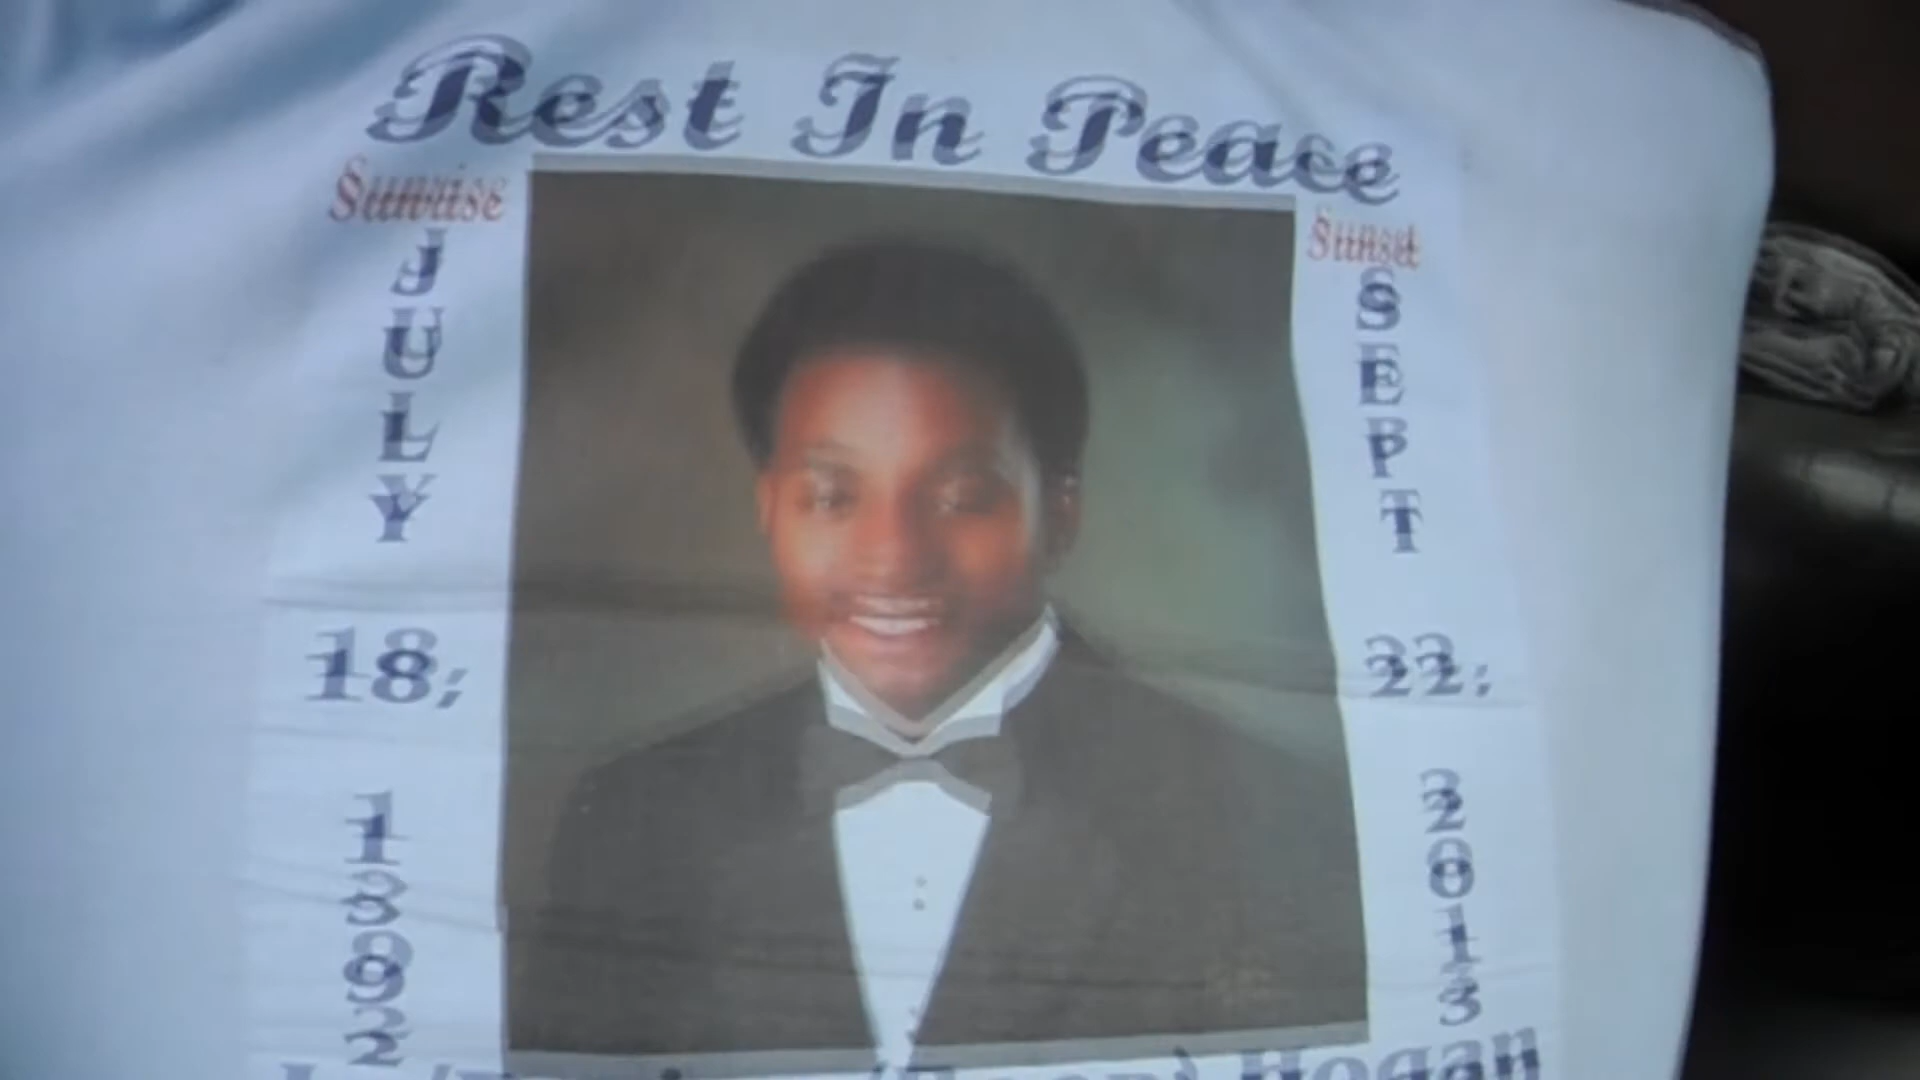 Rest In Peace
Sunrise
JULY
18;
1992
Sunset
SEPT
22;
2013
Hogan